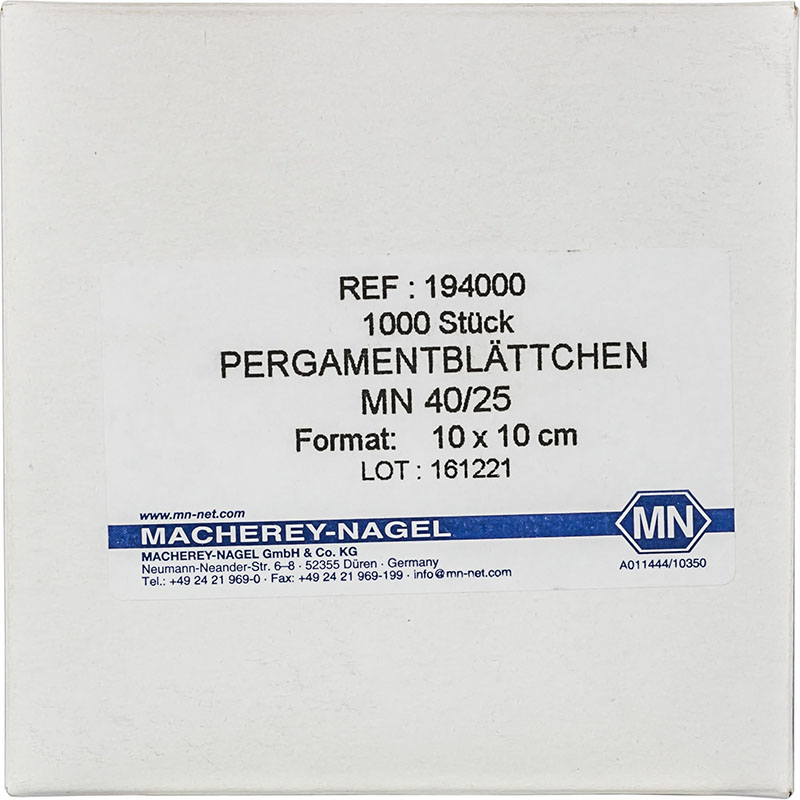 REF : 194000
1000 Stück
PERGAMENTBLÄTTCHEN
MN 40/25
Format: 10 x 10 cm
LOT : 161221
www.mn-net.com
MACHEREY-NAGEL
MN
MACHEREY-NAGEL GmbH & Co. KG
Neumann-Neander-Str. 6–8 · 52355 Düren · Germany
Tel.: +49 24 21 969-0 · Fax: +49 24 21 969-199 · info@mn-net.com
A011444/10350